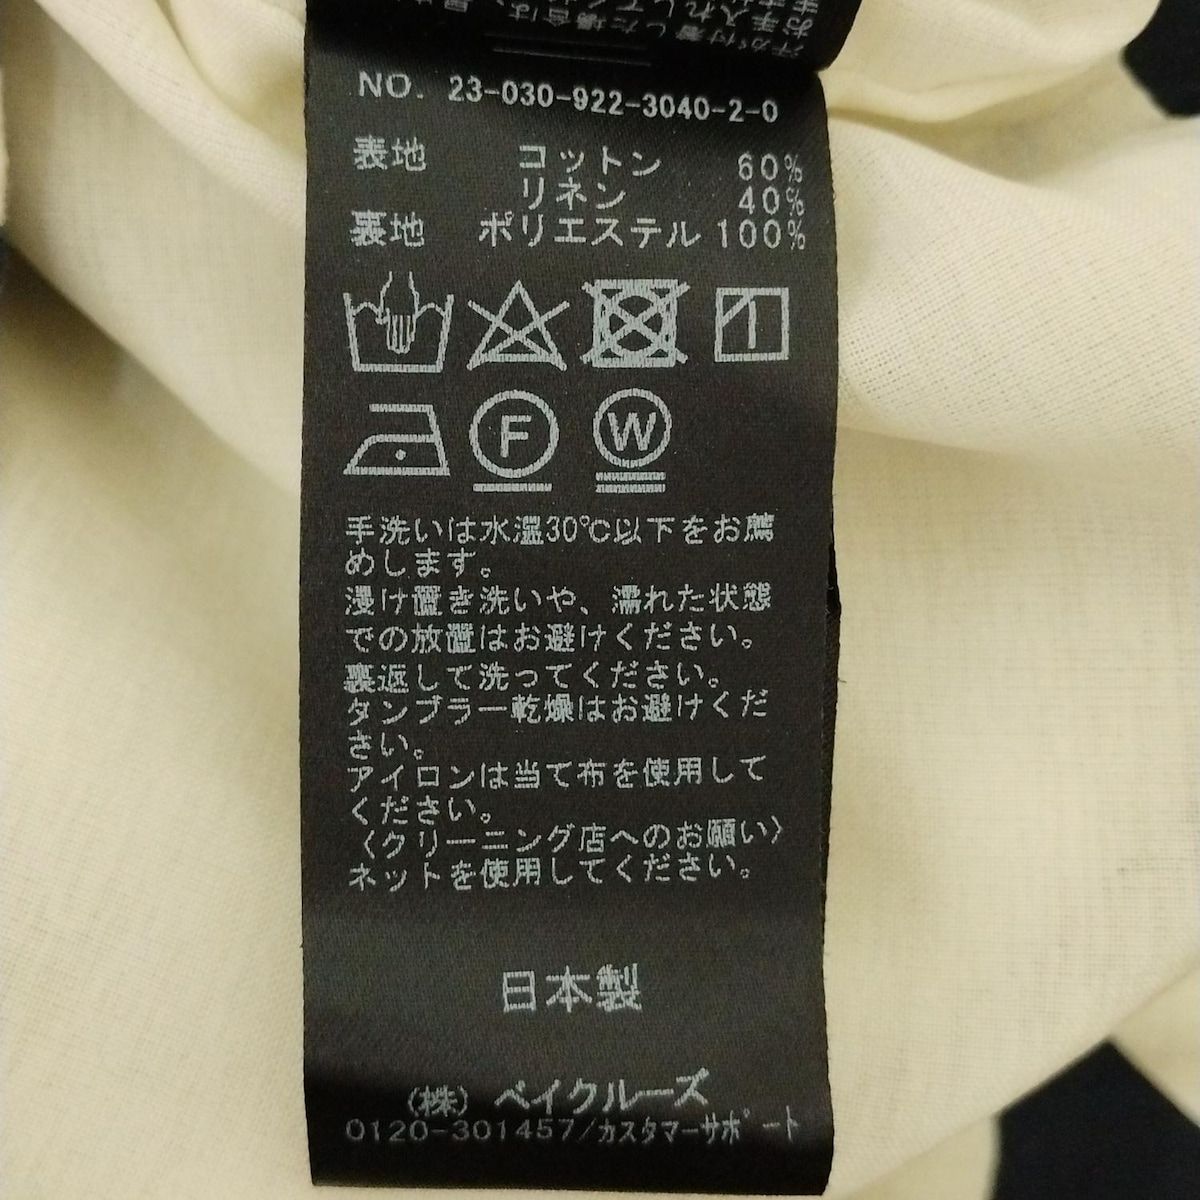 お手入れしてく
NO. 23-030-922-3040-2-0
表地 コットン 60%
リネン 40%
裏地 ポリエステル 100%
F W
手洗いは水温30℃以下をお薦
めします。
浸け置き洗いや、濡れた状態
での放置はお避けください。
裏返して洗ってください。
タンブラー乾燥はお避けくだ
さい。
アイロンは当て布を使用して
ください。
〈クリーニング店へのお願い〉
ネットを使用してください。
日本製
(株) ベイクルーズ
0120-301457/カスタマーサポート